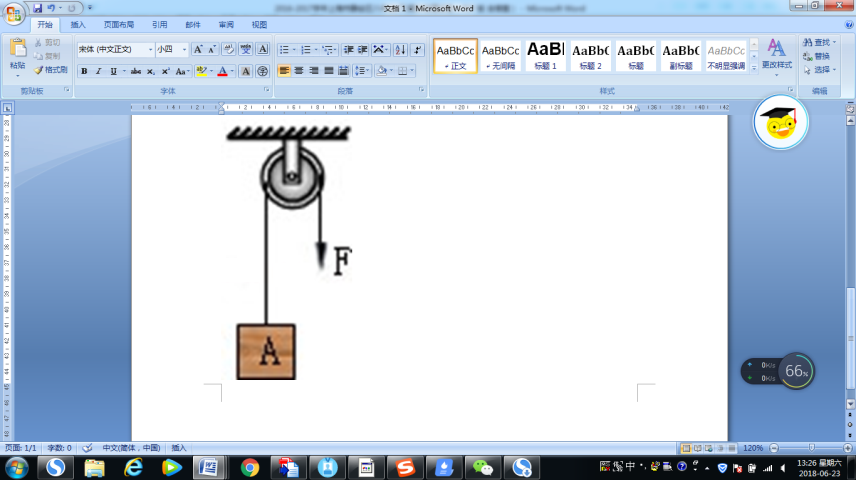 文档 1 - Microsoft Word
开始 插入 页面布局 引用 邮件 审阅 视图
粘贴
剪切
复制
格式刷
宋体 (中文正文) 小四
AaBbCc AaBbCc AaBl AaBb( AaBb( AaBb( AaBbCc
正文 无间隔 标题 1 标题 2 标题 副标题 不明显强调
更改样式
查找
替换
选择
剪贴板 字体 段落 样式 编辑
F
A
0K/s
0K/s
66%
页面: 1/1 字数: 0 中文(简体，中国) 插入 120%
中
13:26 星期六
2018-06-23